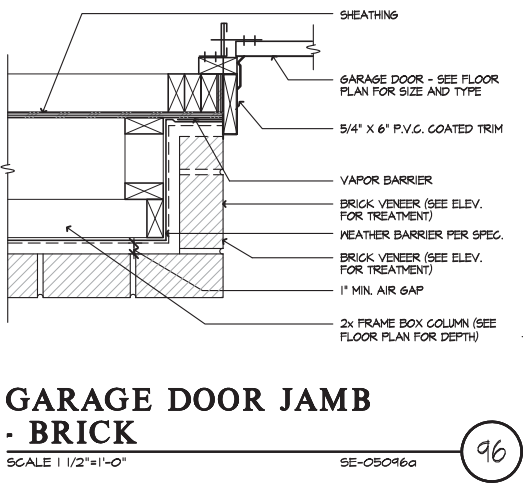 SHEATHING
GARAGE DOOR - SEE FLOOR
PLAN FOR SIZE AND TYPE
5/4" X 6" P.V.C. COATED TRIM
VAPOR BARRIER
BRICK VENEER (SEE ELEV.
FOR TREATMENT)
WEATHER BARRIER PER SPEC.
BRICK VENEER (SEE ELEV.
FOR TREATMENT)
1" MIN. AIR GAP
2x FRAME BOX COLUMN (SEE
FLOOR PLAN FOR DEPTH)
GARAGE DOOR JAMB
- BRICK
SCALE 1 1/2"=1'-0"
SE-05096a
96